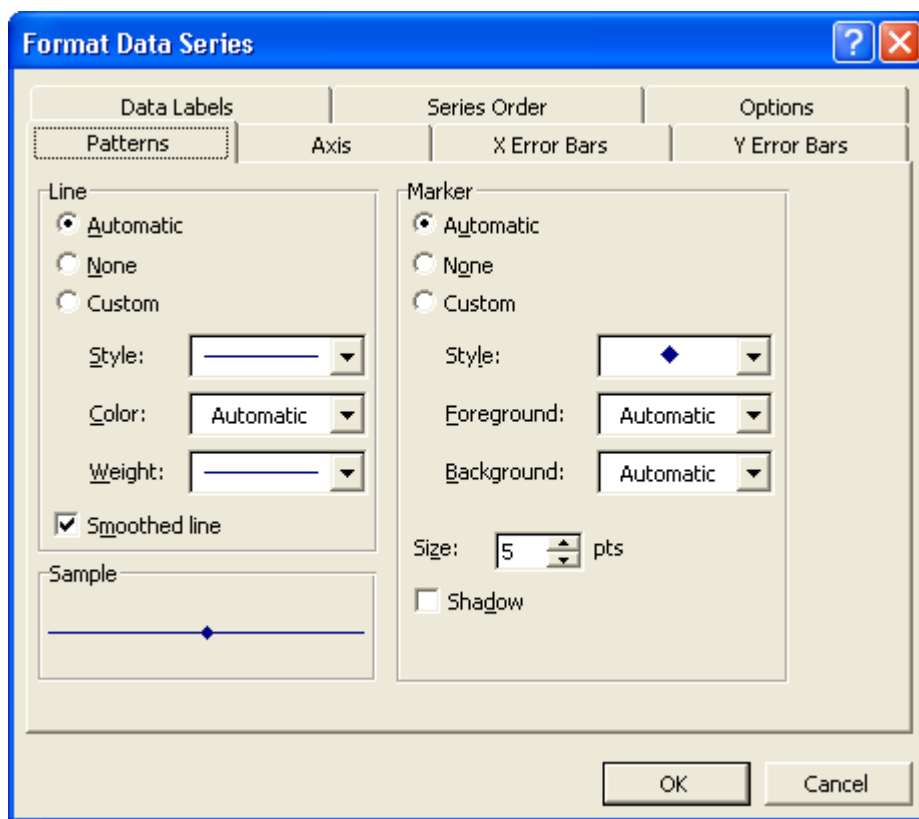 Format Data Series
Data Labels Series Order Options
Patterns Axis X Error Bars Y Error Bars
Line
Automatic
None
Custom
Style:
Color: Automatic
Weight:
Smoothed line
Sample
Marker
Automatic
None
Custom
Style:
Foreground: Automatic
Background: Automatic
Size: 5 pts
Shadow
OK Cancel